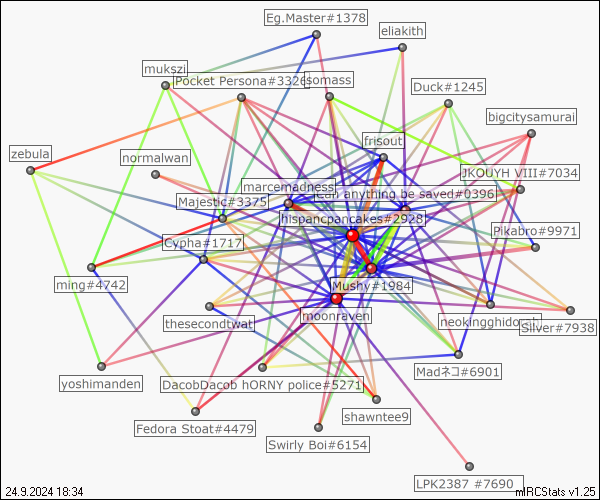 Eg.Master#1378
eliakith
mukszi
Pocket Persona#3326
somass
Duck#1245
bigcitysamurai
frisout
zebula
normalwan
JKOUYH VIII#7034
marcemadness
can anything be saved#0396
Majestic#3375
hispancpancakes#2928
Pikabro#9971
Cypha#1717
ming#4742
Mushy#1984
thesecondtwat
moonraven
neokingghidorah
Silver#7938
Madネコ#6901
yoshimanden
DacobDacob hORNY police#5271
shawntee9
Fedora Stoat#4479
Swirly Boi#6154
LPK2387 #7690
24.9.2024 18:34
mIRCStats v1.25